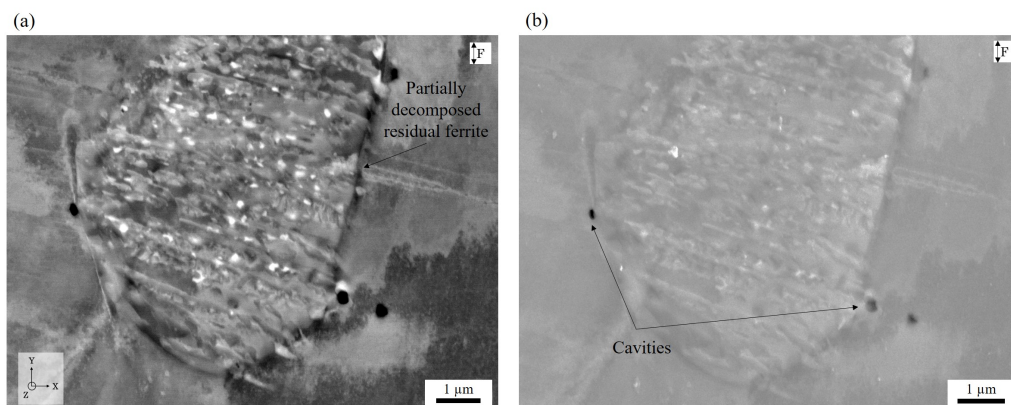 (a)
F
Partially
decomposed
residual ferrite
Y
Z
X
1 µm
(b)
F
Cavities
1 µm